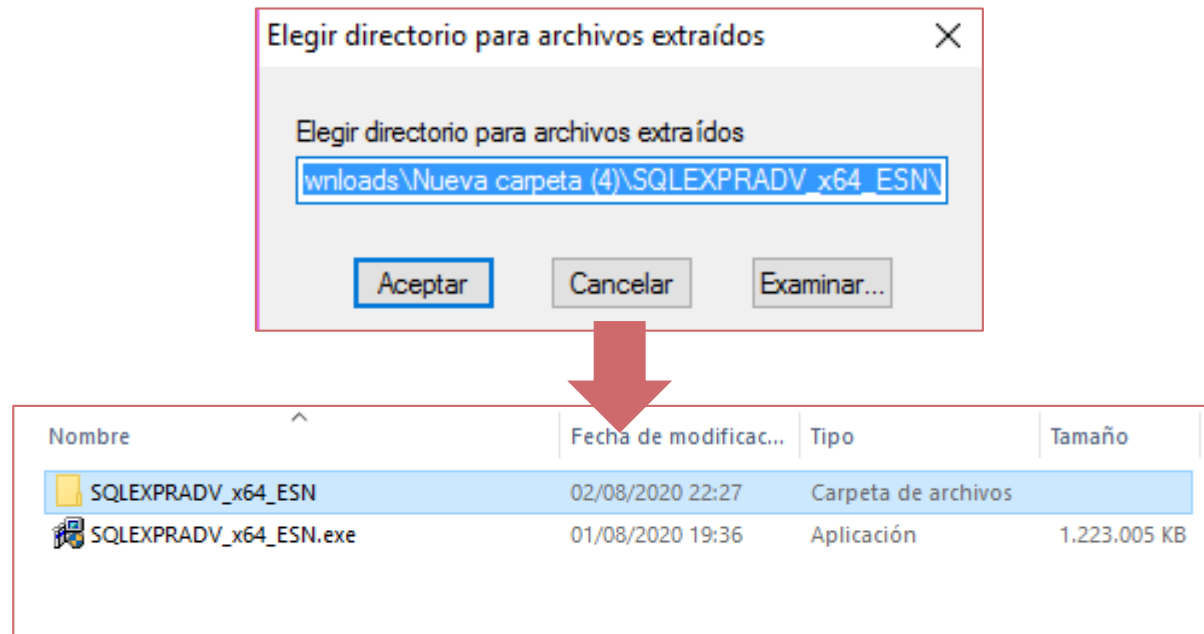 Elegir directorio para archivos extraídos
Elegir directorio para archivos extraídos
wnloads\Nueva carpeta (4)\SQLEXPRADV_x64_ESN\
Aceptar Cancelar Examinar...
Nombre Fecha de modificac... Tipo Tamaño
SQLEXPRADV_x64_ESN 02/08/2020 22:27 Carpeta de archivos
SQLEXPRADV_x64_ESN.exe 01/08/2020 19:36 Aplicación 1.223.005 KB